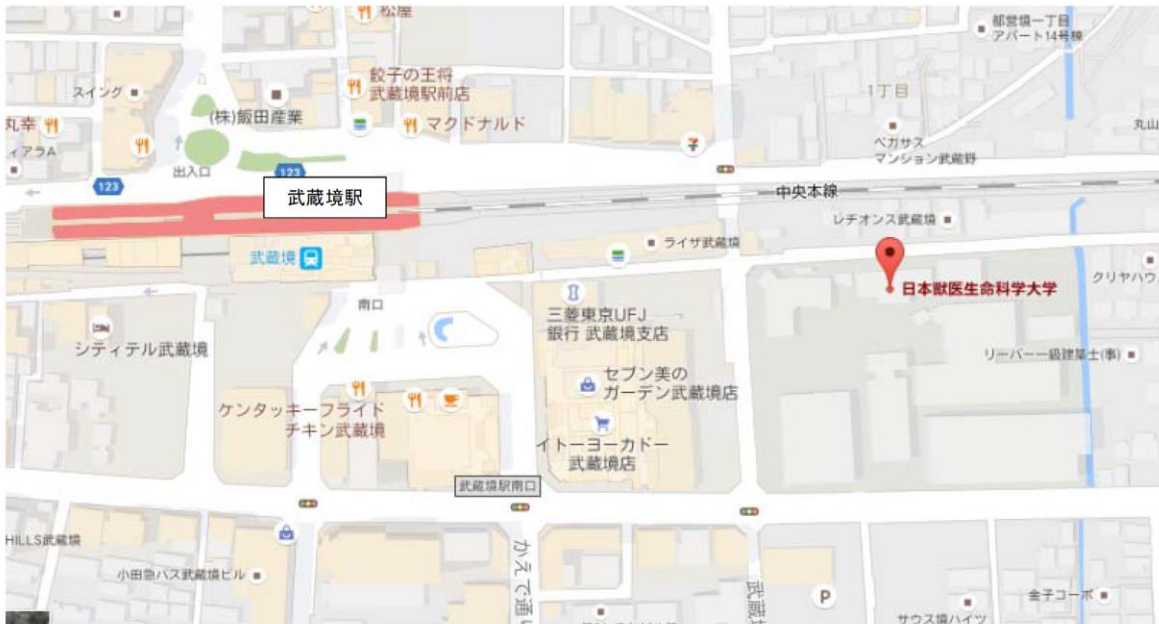 松屋
都営境一丁目
アパート14号棟
スイング
餃子の王将
武蔵境駅前店
1丁目
(株)飯田産業
マクドナルド
丸幸
ィアラA
ペガサス
マンション武蔵野
丸山
出入口
123
123
武蔵境駅
中央本線
レヂオンス武蔵境
武蔵境
ライザ武蔵境
日本獣医生命科学大学
クリヤハウ
南口
三菱東京UFJ
銀行 武蔵境支店
シティテル武蔵境
リーバー一級建築士(事)
セブン美の
ガーデン武蔵境店
ケンタッキーフライド
チキン武蔵境
イトーヨーカドー
武蔵境店
武蔵境駅南口
HILLS武蔵境
かえで通り
小田急バス武蔵境ビル
武蔵境
P
金子コーポ
サウス境ハイツ